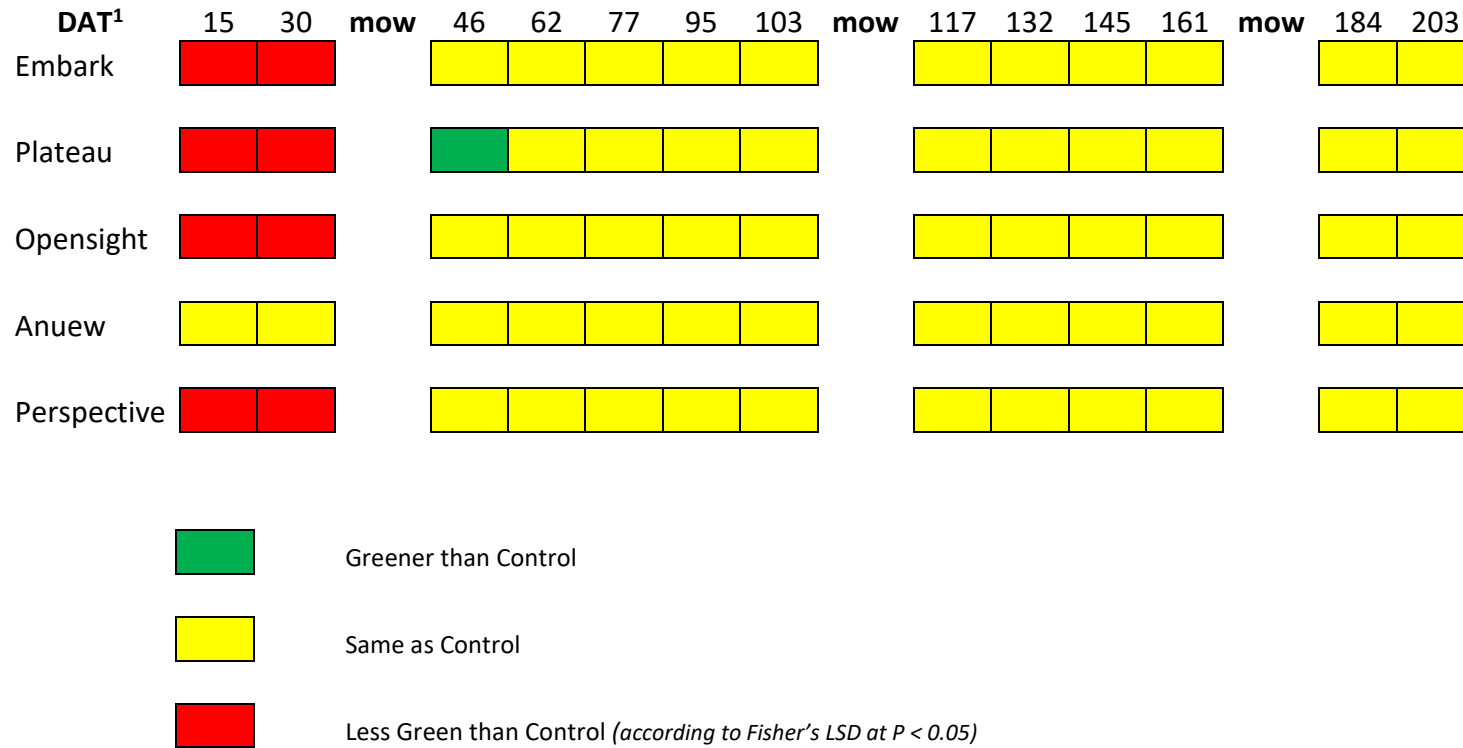 DAT¹ 15 30 mow 46 62 77 95 103 mow 117 132 145 161 mow 184 203
Embark
Plateau
Opensight
Anuew
Perspective
Greener than Control
Same as Control
Less Green than Control (according to Fisher’s LSD at P < 0.05)